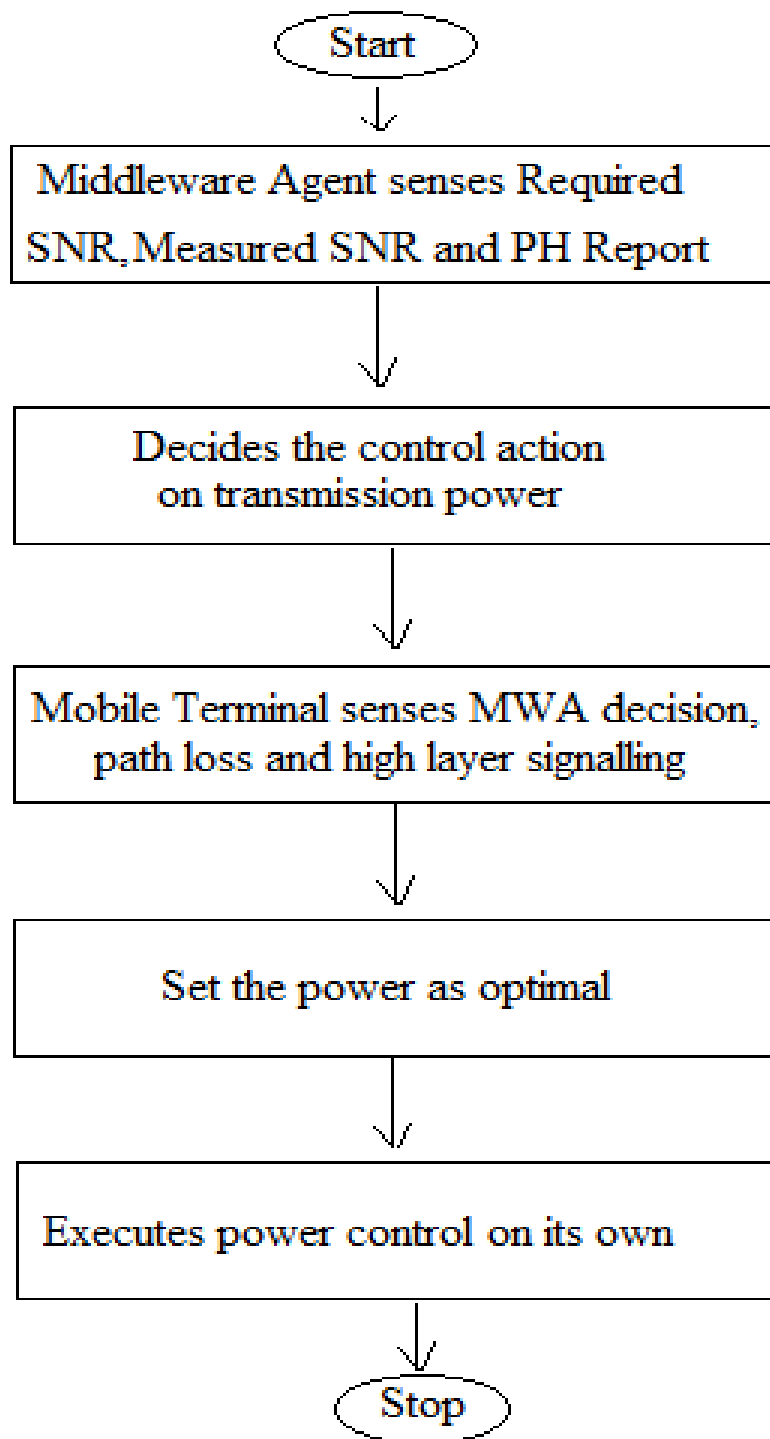 Start
Middleware Agent senses Required
SNR, Measured SNR and PH Report
Decides the control action
on transmission power
Mobile Terminal senses MWA decision,
path loss and high layer signalling
Set the power as optimal
Executes power control on its own
Stop